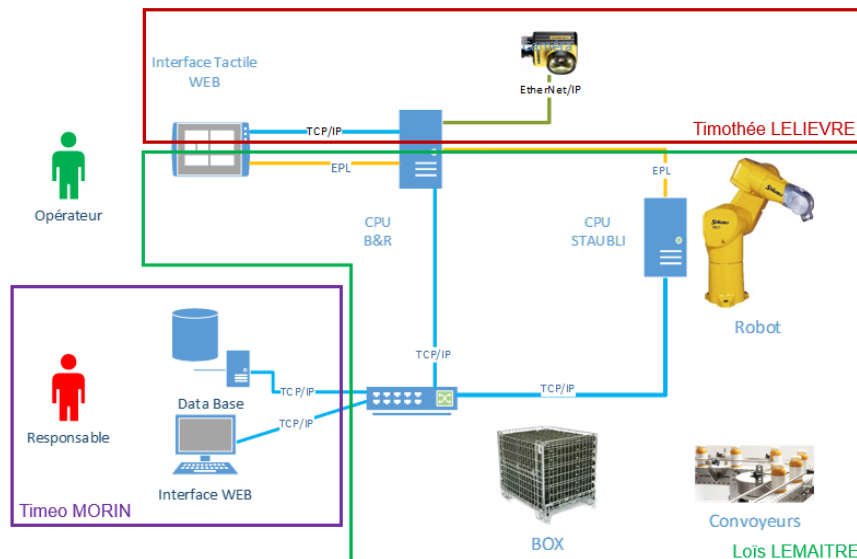 Caméra
Interface Tactile
WEB
EtherNet/IP
TCP/IP
Timothée LELIEVRE
EPL
EPL
Opérateur
CPU
B&R
CPU
STAUBLI
Robot
TCP/IP
TCP/IP
TCP/IP
Data Base
TCP/IP
Responsable
Interface WEB
Timeo MORIN
BOX
Convoyeurs
Loïs LEMAITRE